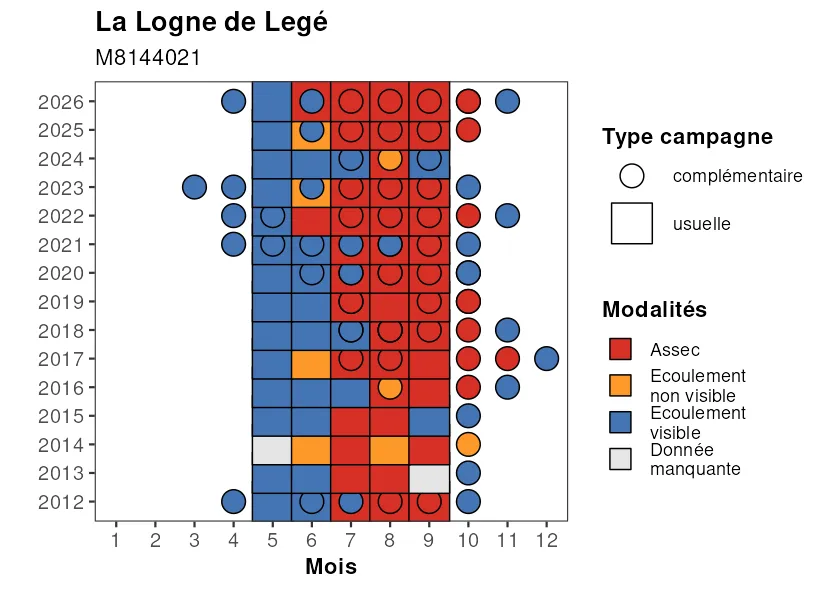 La Logne de Legé
M8144021
2026
2025
2024
2023
2022
2021
2020
2019
2018
2017
2016
2015
2014
2013
2012
1 2 3 4 5 6 7 8 9 10 11 12
Mois
Type campagne
complémentaire
usuelle
Modalités
Assec
Ecoulement
non visible
Ecoulement
visible
Donnée
manquante